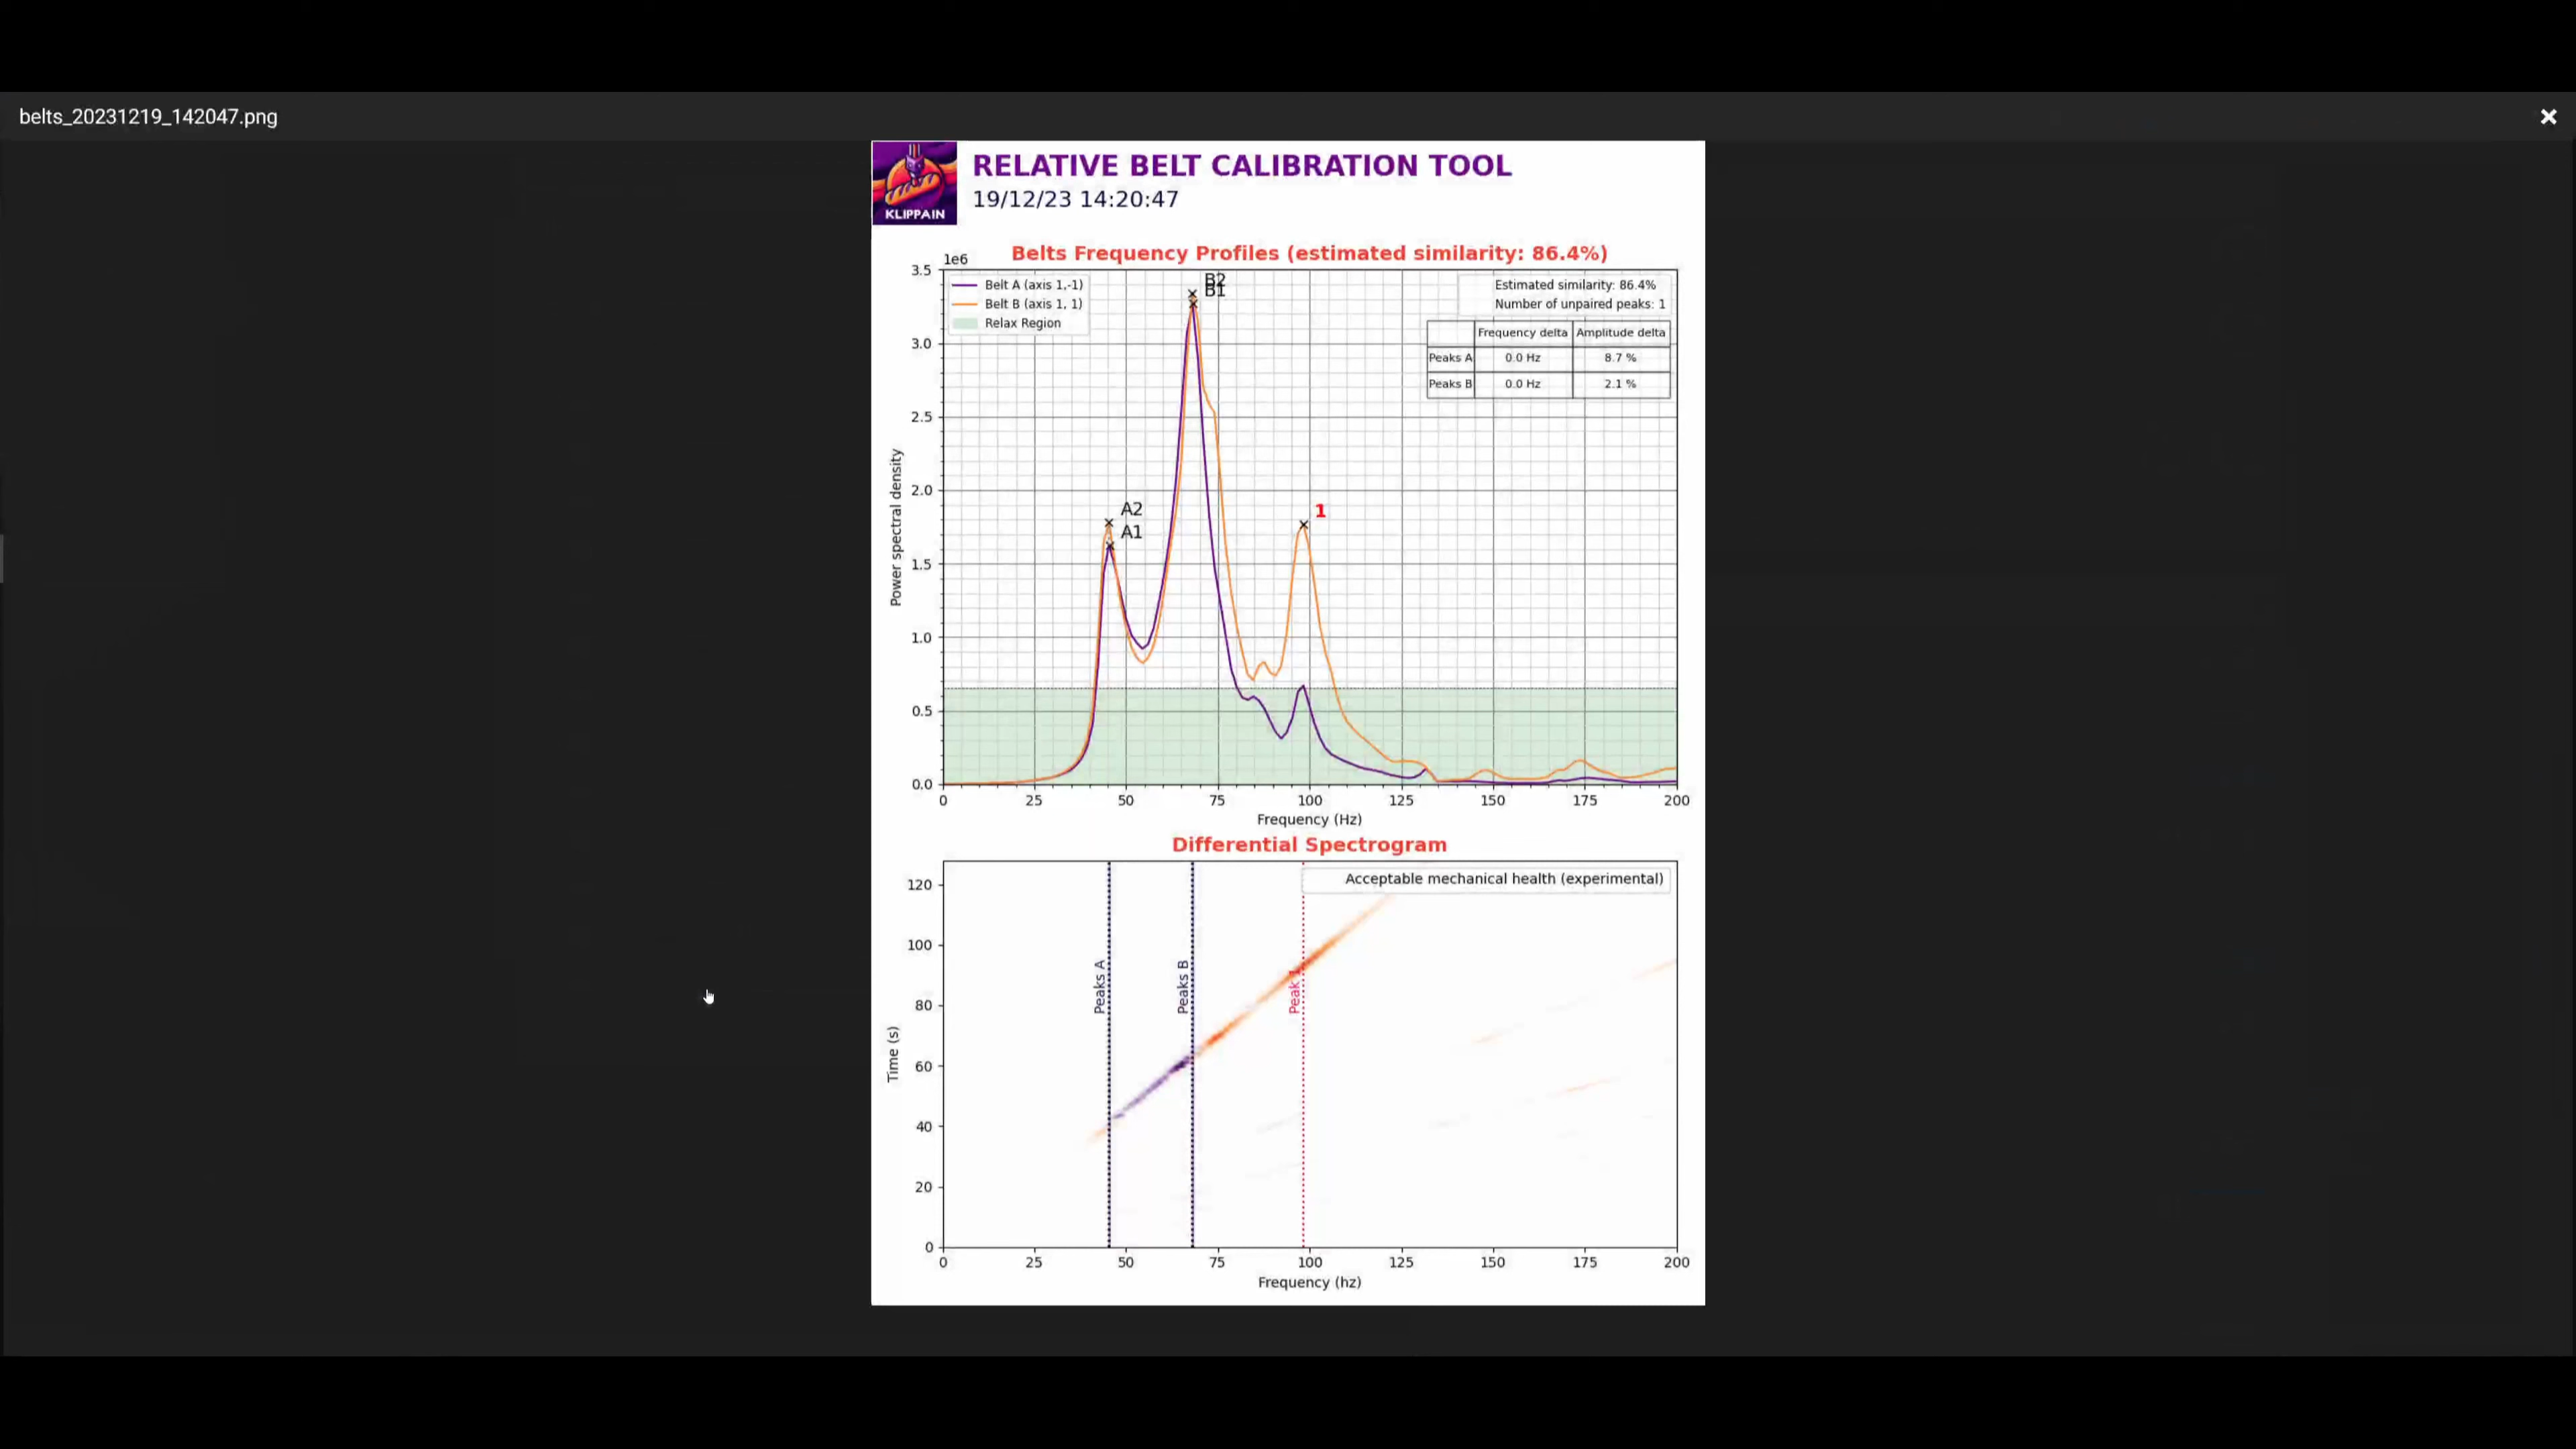 belts_20231219_142047.png
×
KLIPPAIN
RELATIVE BELT CALIBRATION TOOL
19/12/23 14:20:47
Belts Frequency Profiles (estimated similarity: 86.4%)
1e6
Belt A (axis 1,-1)
Belt B (axis 1, 1)
Relax Region
B2
B1
Estimated similarity: 86.4%
Number of unpaired peaks: 1
Frequency delta Amplitude delta
Peaks A 0.0 Hz 8.7 %
Peaks B 0.0 Hz 2.1 %
A2
A1
1
Power spectral density
3.5
3.0
2.5
2.0
1.5
1.0
0.5
0.0
0 25 50 75 100 125 150 175 200
Frequency (Hz)
Differential Spectrogram
Acceptable mechanical health (experimental)
Peaks A
Peaks B
Peak 1
Time (s)
120
100
80
60
40
20
0
0 25 50 75 100 125 150 175 200
Frequency (hz)